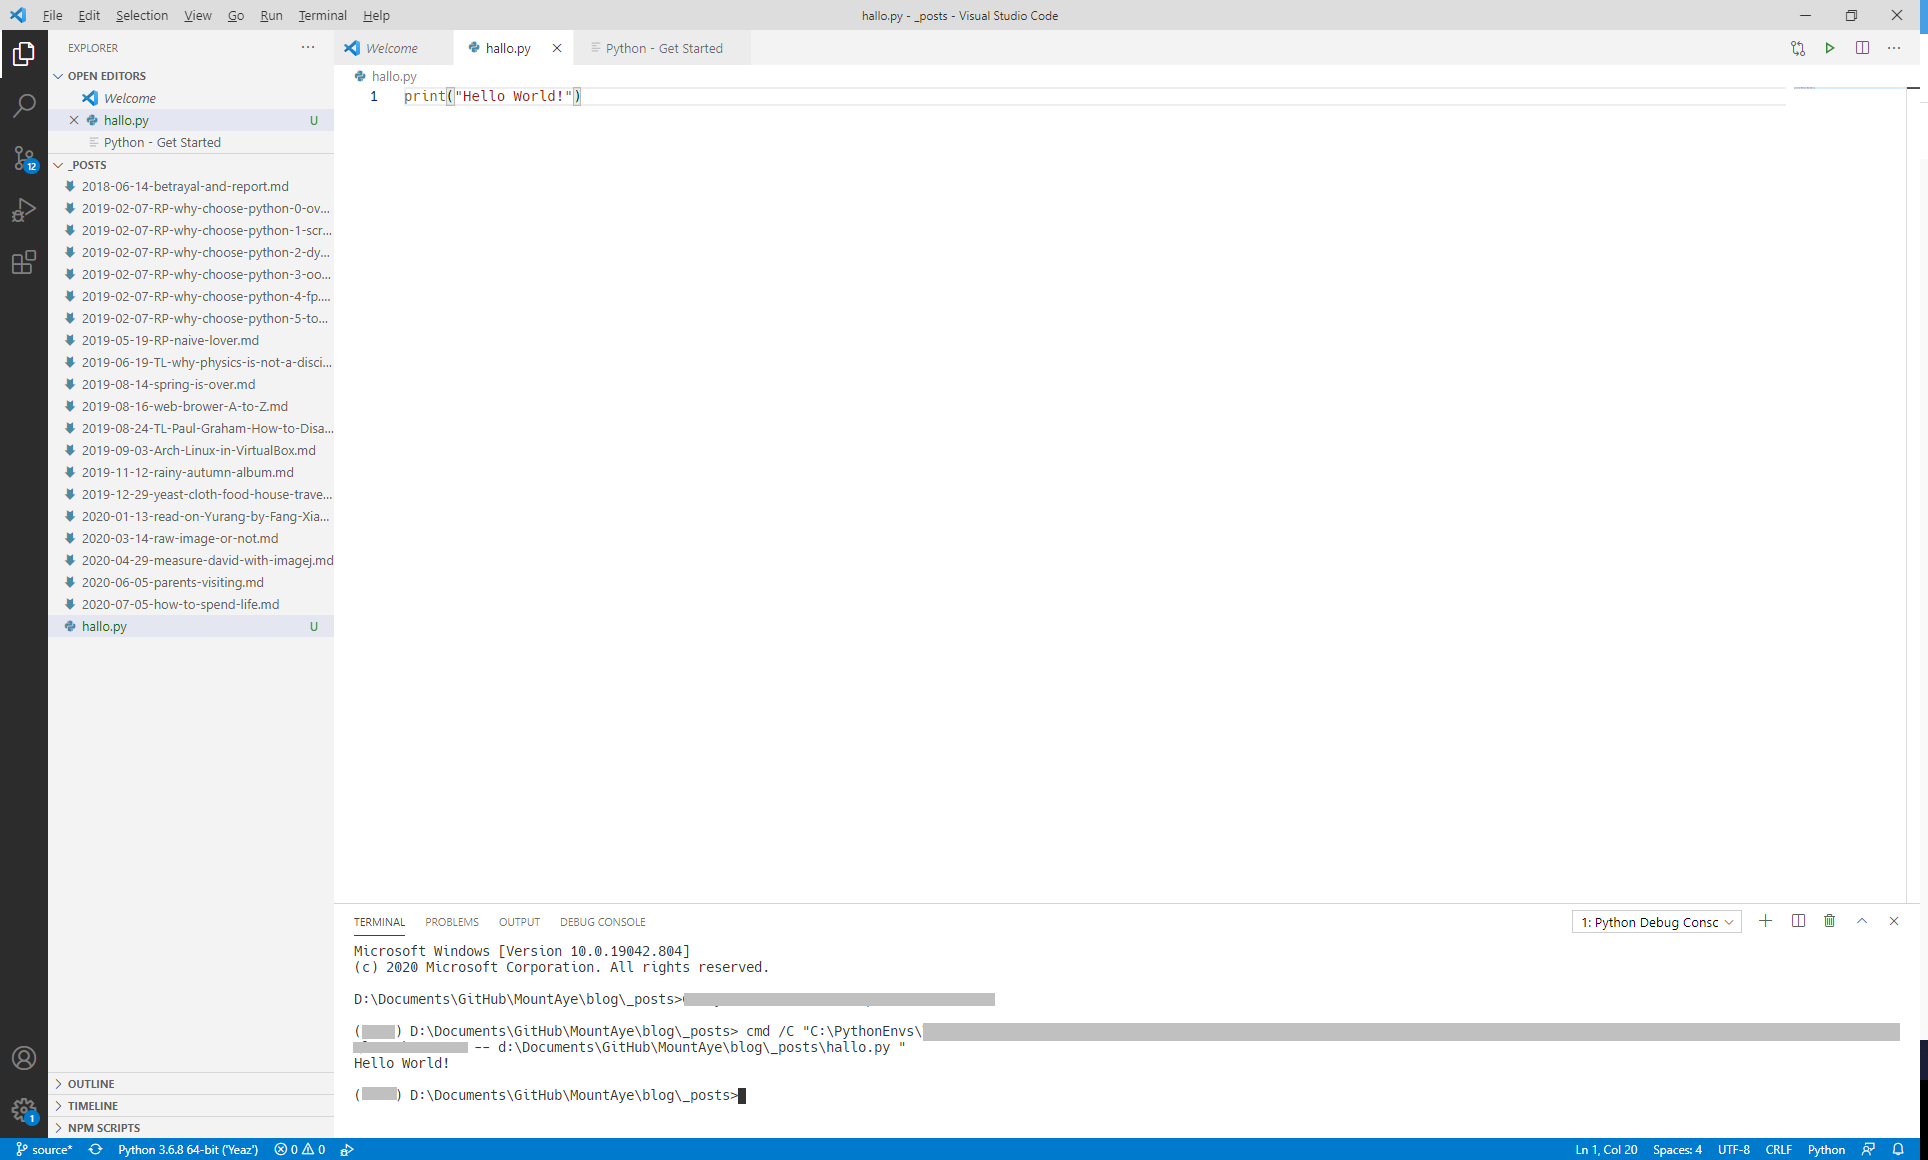 File Edit Selection View Go Run Terminal Help hallo.py - _posts - Visual Studio Code
EXPLORER
Welcome hallo.py Python - Get Started
OPEN EDITORS
Welcome
hallo.py U
Python - Get Started
_POSTS
2018-06-14-betrayal-and-report.md
2019-02-07-RP-why-choose-python-0-ov...
2019-02-07-RP-why-choose-python-1-scr...
2019-02-07-RP-why-choose-python-2-dy...
2019-02-07-RP-why-choose-python-3-oo...
2019-02-07-RP-why-choose-python-4-fp....
2019-02-07-RP-why-choose-python-5-to...
2019-05-19-RP-naive-lover.md
2019-06-19-TL-why-physics-is-not-a-disci...
2019-08-14-spring-is-over.md
2019-08-16-web-brower-A-to-Z.md
2019-08-24-TL-Paul-Graham-How-to-Disa...
2019-09-03-Arch-Linux-in-VirtualBox.md
2019-11-12-rainy-autumn-album.md
2019-12-29-yeast-cloth-food-house-trave...
2020-01-13-read-on-Yurang-by-Fang-Xia...
2020-03-14-raw-image-or-not.md
2020-04-29-measure-david-with-imagej.md
2020-06-05-parents-visiting.md
2020-07-05-how-to-spend-life.md
hallo.py U
12
OUTLINE
TIMELINE
NPM SCRIPTS
1
hallo.py
1 print("Hello World!")
TERMINAL PROBLEMS OUTPUT DEBUG CONSOLE 1: Python Debug Consc
Microsoft Windows [Version 10.0.19042.804]
(c) 2020 Microsoft Corporation. All rights reserved.
D:\Documents\GitHub\MountAye\blog\_posts>
( ) D:\Documents\GitHub\MountAye\blog\_posts> cmd /C "C:\PythonEnvs\
-- d:\Documents\GitHub\MountAye\blog\_posts\hallo.py "
Hello World!
( ) D:\Documents\GitHub\MountAye\blog\_posts>
source* Python 3.6.8 64-bit ('Yeaz') 0 0 Ln 1, Col 20 Spaces: 4 UTF-8 CRLF Python